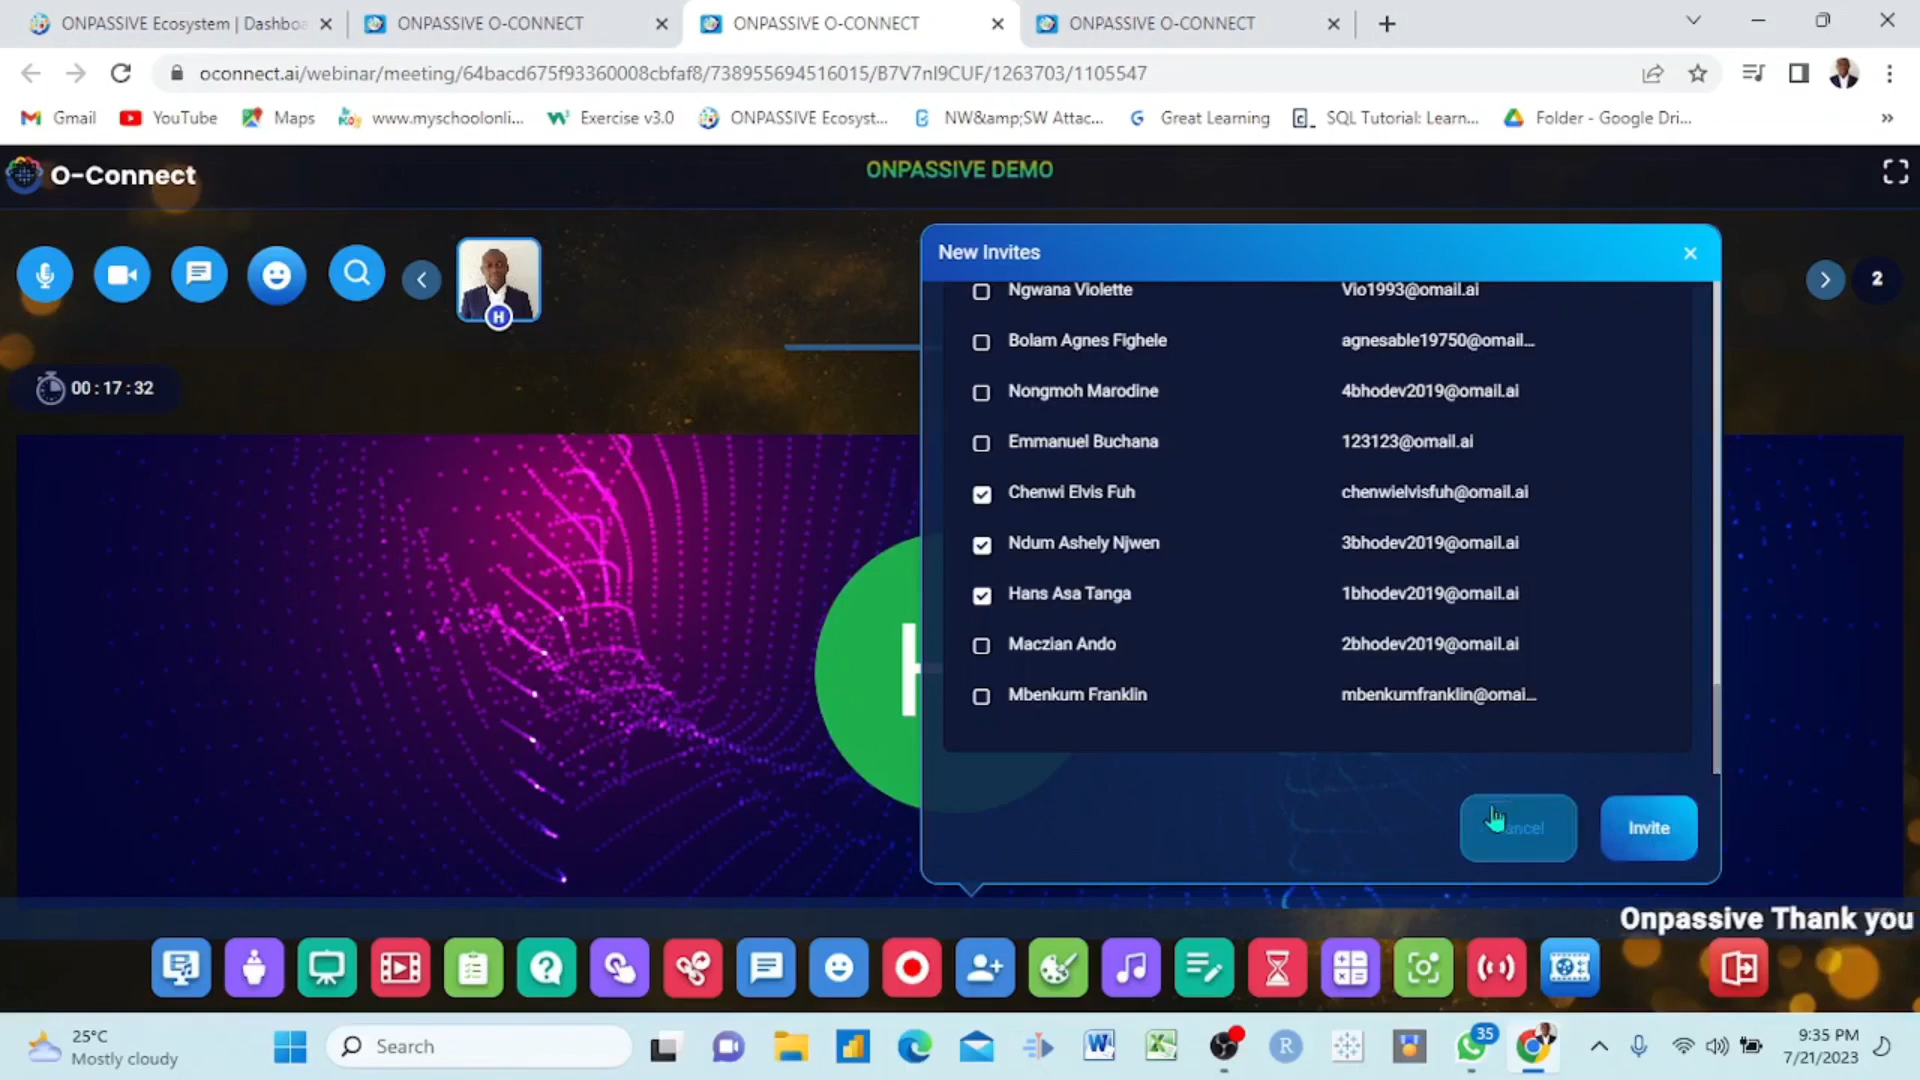 ONPASSIVE Ecosystem | Dashbo
ONPASSIVE O-CONNECT
ONPASSIVE O-CONNECT
ONPASSIVE O-CONNECT
oconnect.ai/webinar/meeting/64bacd675f93360008cbfaf8/738955694516015/B7V7nI9CUF/1263703/1105547
Gmail
YouTube
Maps
www.myschoolonli...
Exercise v3.0
ONPASSIVE Ecosyst...
NW&amp;SW Attac...
Great Learning
SQL Tutorial: Learn...
Folder - Google Dri...
O-Connect
ONPASSIVE DEMO
H
2
00 : 17 : 32
New Invites
Ngwana Violette Vio1993@omail.ai
Bolam Agnes Fighele agnesable19750@omail...
Nongmoh Marodine 4bhodev2019@omail.ai
Emmanuel Buchana 123123@omail.ai
Chenwi Elvis Fuh chenwielvisfuh@omail.ai
Ndum Ashely Njwen 3bhodev2019@omail.ai
Hans Asa Tanga 1bhodev2019@omail.ai
Maczian Ando 2bhodev2019@omail.ai
Mbenkum Franklin mbenkumfranklin@omai...
Invite
Onpassive Thank you
25°C
Mostly cloudy
Search
35
9:35 PM
7/21/2023